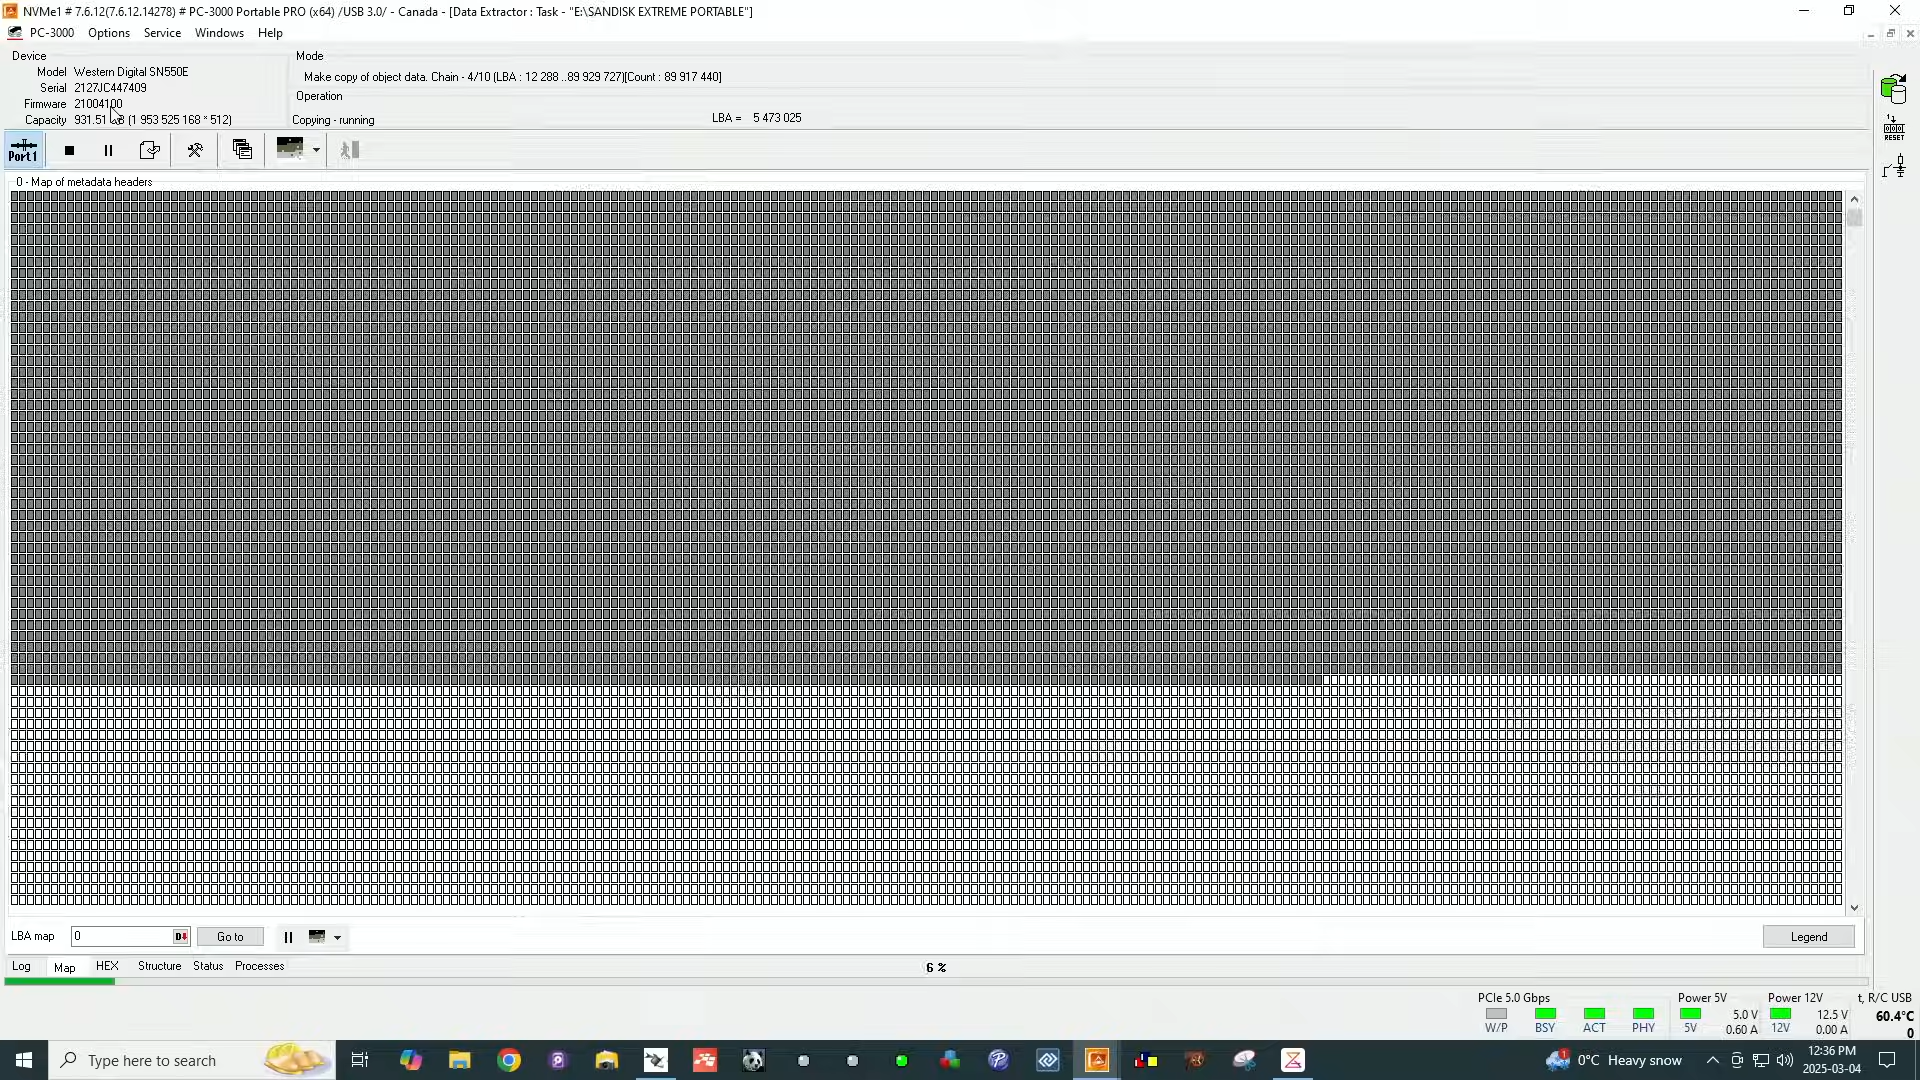 NVMe1 # 7.6.12(7.6.12.14278) # PC-3000 Portable PRO (x64) /USB 3.0/ - Canada - [Data Extractor : Task - "E:\SANDISK EXTREME PORTABLE"]
PC-3000 Options Service Windows Help
Device
Model Western Digital SN550E
Serial 2127JC447409
Firmware 21004100
Capacity 931.51 (1 953 525 168 * 512)
Mode
Make copy of object data. Chain - 4/10 [LBA : 12 288 ..89 929 727][Count : 89 917 440]
Operation
Copying - running
LBA = 5 473 025
Port1
RESET
0 - Map of metadata headers
LBA map 0 Go to Legend
Log Map HEX Structure Status Processes
6 %
PCIe 5.0 Gbps Power 5V Power 12V t, R/C USB
5.0 V 12.5 V 60.4°C
W/P BSY ACT PHY 5V 0.60 A 12V 0.00 A 0
Type here to search
0°C Heavy snow
12:36 PM
2025-03-04